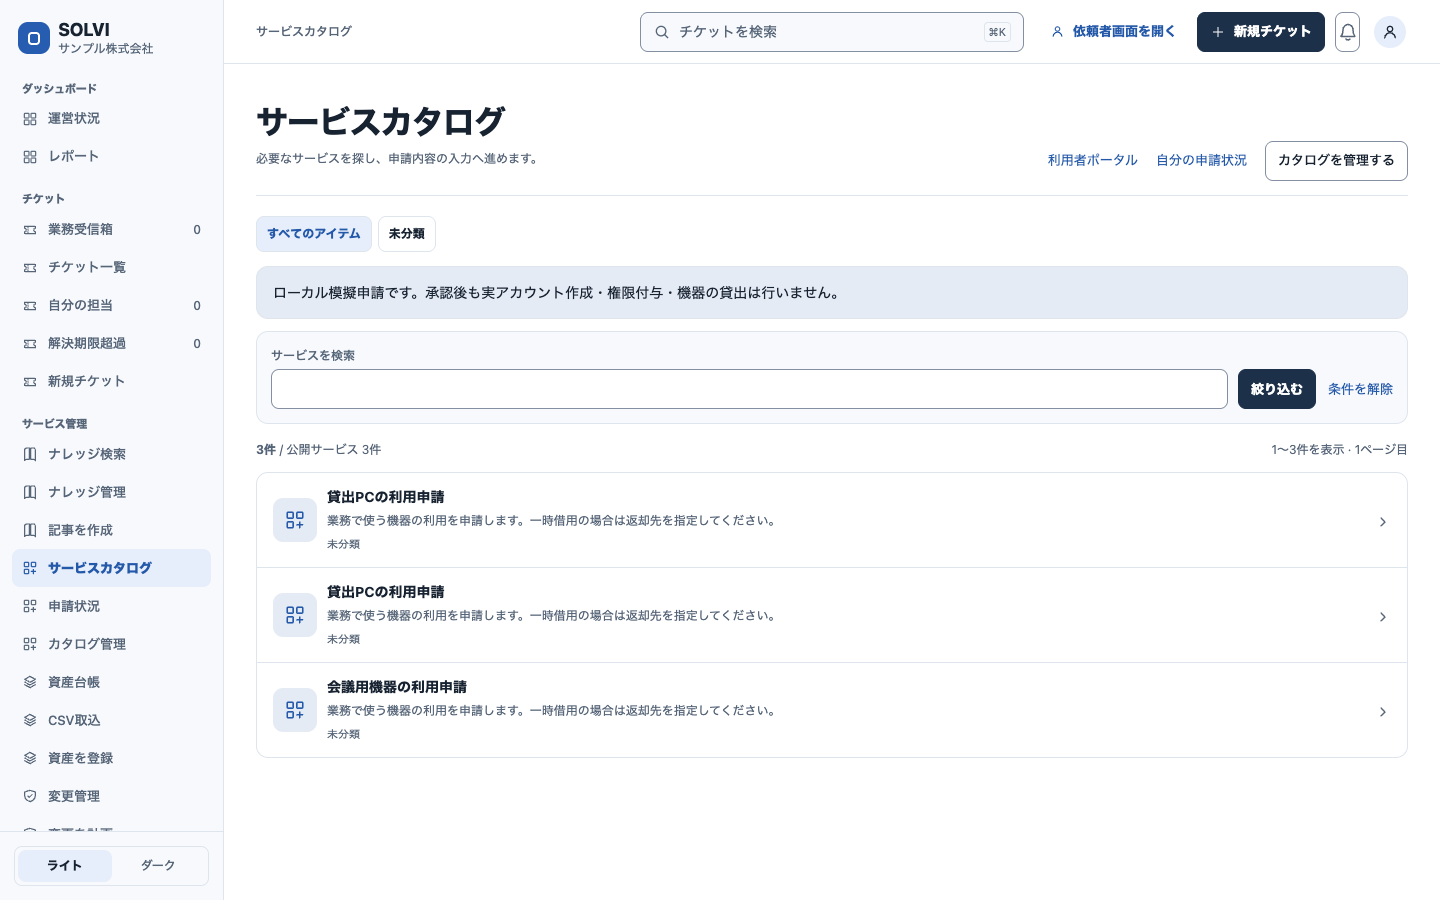 SOLVI
サンプル株式会社
ダッシュボード
運営状況
レポート
チケット
業務受信箱 0
チケット一覧
自分の担当 0
解決期限超過 0
新規チケット
サービス管理
ナレッジ検索
ナレッジ管理
記事を作成
サービスカタログ
申請状況
カタログ管理
資産台帳
CSV取込
資産を登録
変更管理
ライト ダーク
サービスカタログ
チケットを検索 ⌘K
依頼者画面を開く
新規チケット
サービスカタログ
必要なサービスを探し、申請内容の入力へ進めます。
利用者ポータル 自分の申請状況 カタログを管理する
すべてのアイテム 未分類
ローカル模擬申請です。承認後も実アカウント作成・権限付与・機器の貸出は行いません。
サービスを検索
絞り込む 条件を解除
3件 / 公開サービス 3件
1〜3件を表示 · 1ページ目
貸出PCの利用申請
業務で使う機器の利用を申請します。一時借用の場合は返却先を指定してください。
未分類
貸出PCの利用申請
業務で使う機器の利用を申請します。一時借用の場合は返却先を指定してください。
未分類
会議用機器の利用申請
業務で使う機器の利用を申請します。一時借用の場合は返却先を指定してください。
未分類